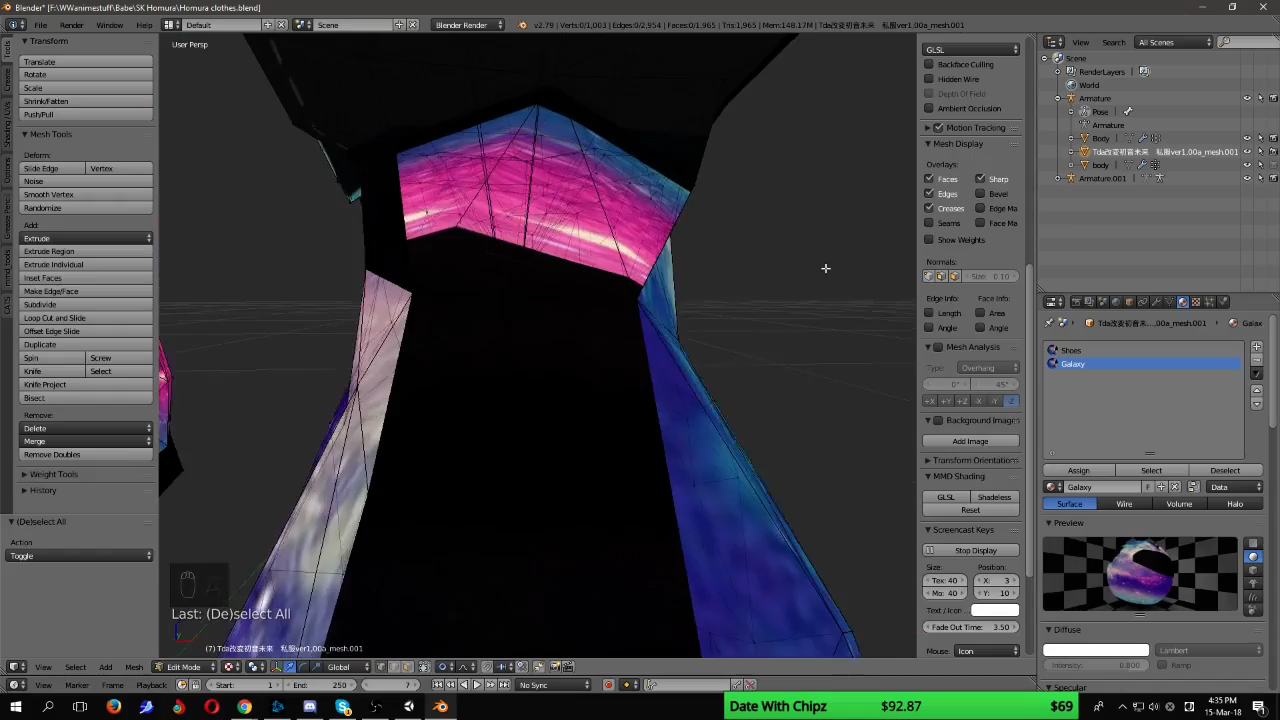 Blender* [F:\WWanimestuff\Babe\SK Homura\Homura clothes.blend]
File Render Window Help Default Scene Blender Render v2.79 | Verts:0/1,003 | Edges:0/2,954 | Faces:0/1,965 | Tris:1,965 | Mem:148.17M | Tda改変初音未来 私服ver1,00a_mesh.001
View Search All Scenes
Tools
Create
Shading / UVs
Options
Grease Penc
mmd_tools
CATS
Transform
Translate
Rotate
Scale
Shrink/Fatten
Push/Pull
Mesh Tools
Deform:
Slide Edge Vertex
Noise
Smooth Vertex
Randomize
Add:
Extrude
Extrude Region
Extrude Individual
Inset Faces
Make Edge/Face
Subdivide
Loop Cut and Slide
Offset Edge Slide
Duplicate
Spin Screw
Knife Select
Knife Project
Bisect
Remove:
Delete
Merge
Remove Doubles
Weight Tools
History
(De)select All
Action
Toggle
User Persp
Last: (De)select All
(7) Tda改変初音未来 私服ver1,00a_mesh.001
GLSL
Backface Culling
Hidden Wire
Depth Of Field
Ambient Occlusion
Motion Tracking
Mesh Display
Overlays:
Faces Sharp
Edges Bevel
Creases Edge Ma
Seams Face Ma
Show Weights
Normals:
Size: 0.10
Edge Info: Face Info:
Length Area
Angle Angle
Mesh Analysis
Type: Overhang
0° 45°
+X +Y +Z -X -Y -Z
Background Images
Add Image
Transform Orientations
MMD Shading
GLSL Shadeless
Reset
Screencast Keys
Stop Display
Size: Position:
Tex: 40 X: 3
Mo: 40 Y: 10
Text / Icon
Fade Out Time: 3.50
Mouse: Icon
Scene
RenderLayers
World
Armature
Pose
Armature
Body
Tda改変初音未来 私服ver1,00a_mesh.001
body
Armature.001
Tda改変初音未来 ...,00a_mesh.001 Galax
Shoes
Galaxy
Assign Select Deselect
Galaxy F Data
Surface Wire Volume Halo
Preview
Diffuse
Lambert
Intensity: 0.800 Ramp
Specular
View Select Add Mesh Edit Mode Global
View Marker Frame Playback Start: 1 End: 250 7 No Sync
Date With Chipz $92.87 $69
4:35 PM
15-Mar-18